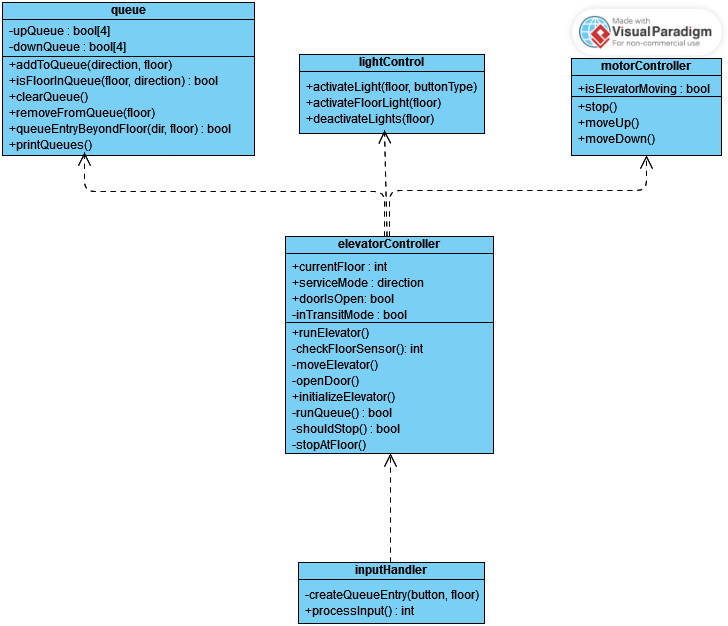 queue
-upQueue : bool[4]
-downQueue : bool[4]
+addToQueue(direction, floor)
+isFloorInQueue(floor, direction) : bool
+clearQueue()
+removeFromQueue(floor)
+queueEntryBeyondFloor(dir, floor) : bool
+printQueues()
lightControl
+activateLight(floor, buttonType)
+activateFloorLight(floor)
+deactivateLights(floor)
Made with
Visual Paradigm
For non-commercial use
motorController
+isElevatorMoving : bool
+stop()
+moveUp()
+moveDown()
elevatorController
+currentFloor : int
+serviceMode : direction
+doorIsOpen: bool
-inTransitMode : bool
+runElevator()
-checkFloorSensor(): int
-moveElevator()
-openDoor()
+initializeElevator()
-runQueue() : bool
-shouldStop() : bool
-stopAtFloor()
inputHandler
-createQueueEntry(button, floor)
+processInput() : int